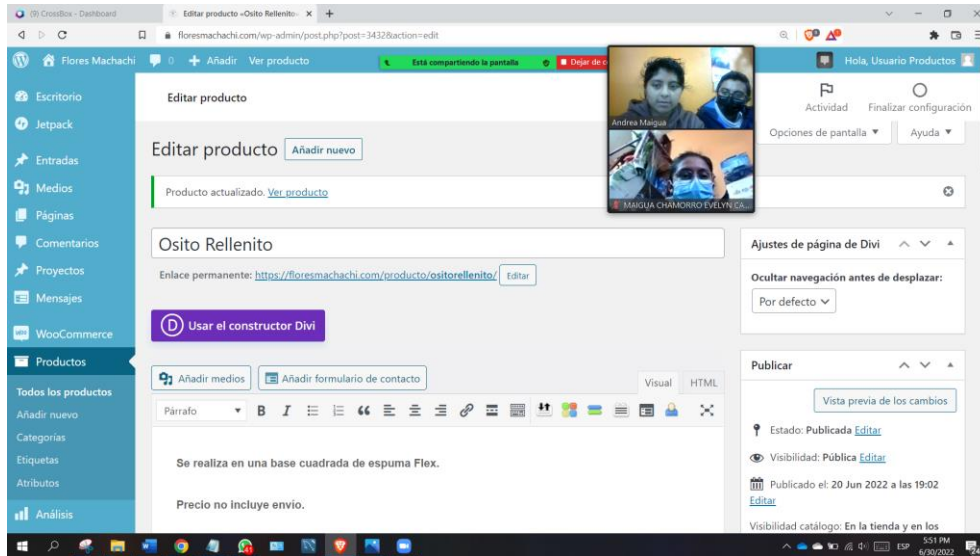 (9) CrossBox - Dashboard
Editar producto «Osito Rellenito»
floresmachachi.com/wp-admin/post.php?post=3432&action=edit
Flores Machachi 0 Añadir Ver producto
Está compartiendo la pantalla
Dejar de
Hola, Usuario Productos
Escritorio
Jetpack
Entradas
Medios
Páginas
Comentarios
Proyectos
Mensajes
WooCommerce
Productos
Todos los productos
Añadir nuevo
Categorías
Etiquetas
Atributos
Análisis
Editar producto
Actividad
Finalizar configuración
Opciones de pantalla
Ayuda
Andrea Maigua
MAIGUA CHAMORRO EVELYN CA...
Editar producto Añadir nuevo
Producto actualizado. Ver producto
Osito Rellenito
Enlace permanente: https://floresmachachi.com/producto/ositorellenito/ Editar
D Usar el constructor Divi
Añadir medios Añadir formulario de contacto
Visual HTML
Párrafo B I
Se realiza en una base cuadrada de espuma Flex.
Precio no incluye envío.
Ajustes de página de Divi
Ocultar navegación antes de desplazar:
Por defecto
Publicar
Vista previa de los cambios
Estado: Publicada Editar
Visibilidad: Pública Editar
Publicado el: 20 Jun 2022 a las 19:02
Editar
Visibilidad catálogo: En la tienda y en los
ESP
5:51 PM
6/30/2022